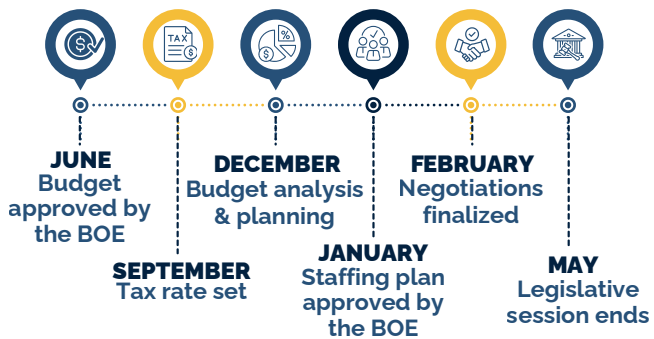 TAX
$
$
$
%
JUNE
Budget
approved by
the BOE
SEPTEMBER
Tax rate set
DECEMBER
Budget analysis
& planning
JANUARY
Staffing plan
approved by
the BOE
FEBRUARY
Negotiations
finalized
MAY
Legislative
session ends